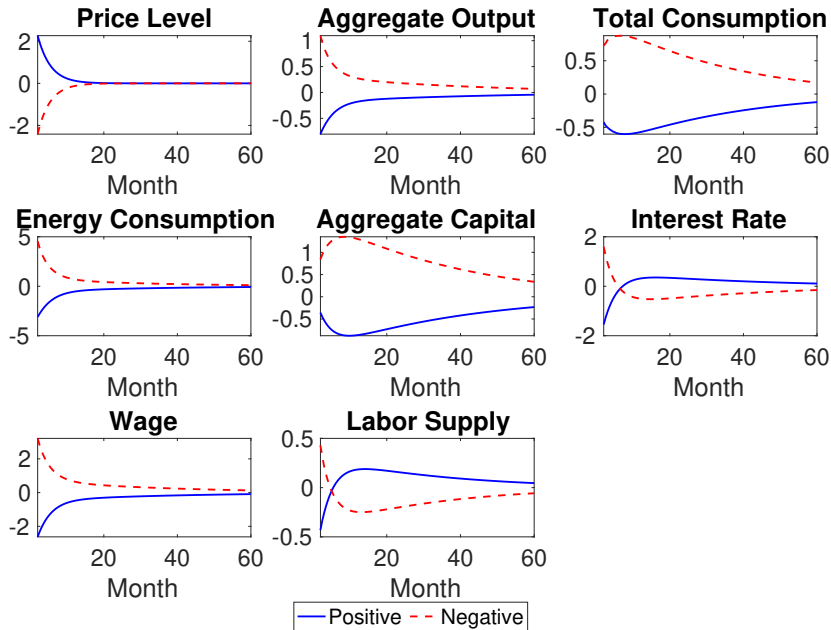 Price Level
Aggregate Output
Total Consumption
2
0
-2
20
40
60
Month
1
0.5
0
-0.5
20
40
60
Month
0.5
0
-0.5
20
40
60
Month
Energy Consumption
Aggregate Capital
Interest Rate
5
0
-5
20
40
60
Month
1
0.5
0
-0.5
20
40
60
Month
2
0
-2
20
40
60
Month
Wage
Labor Supply
2
0
-2
20
40
60
Month
0.5
0
-0.5
20
40
60
Month
Positive
Negative